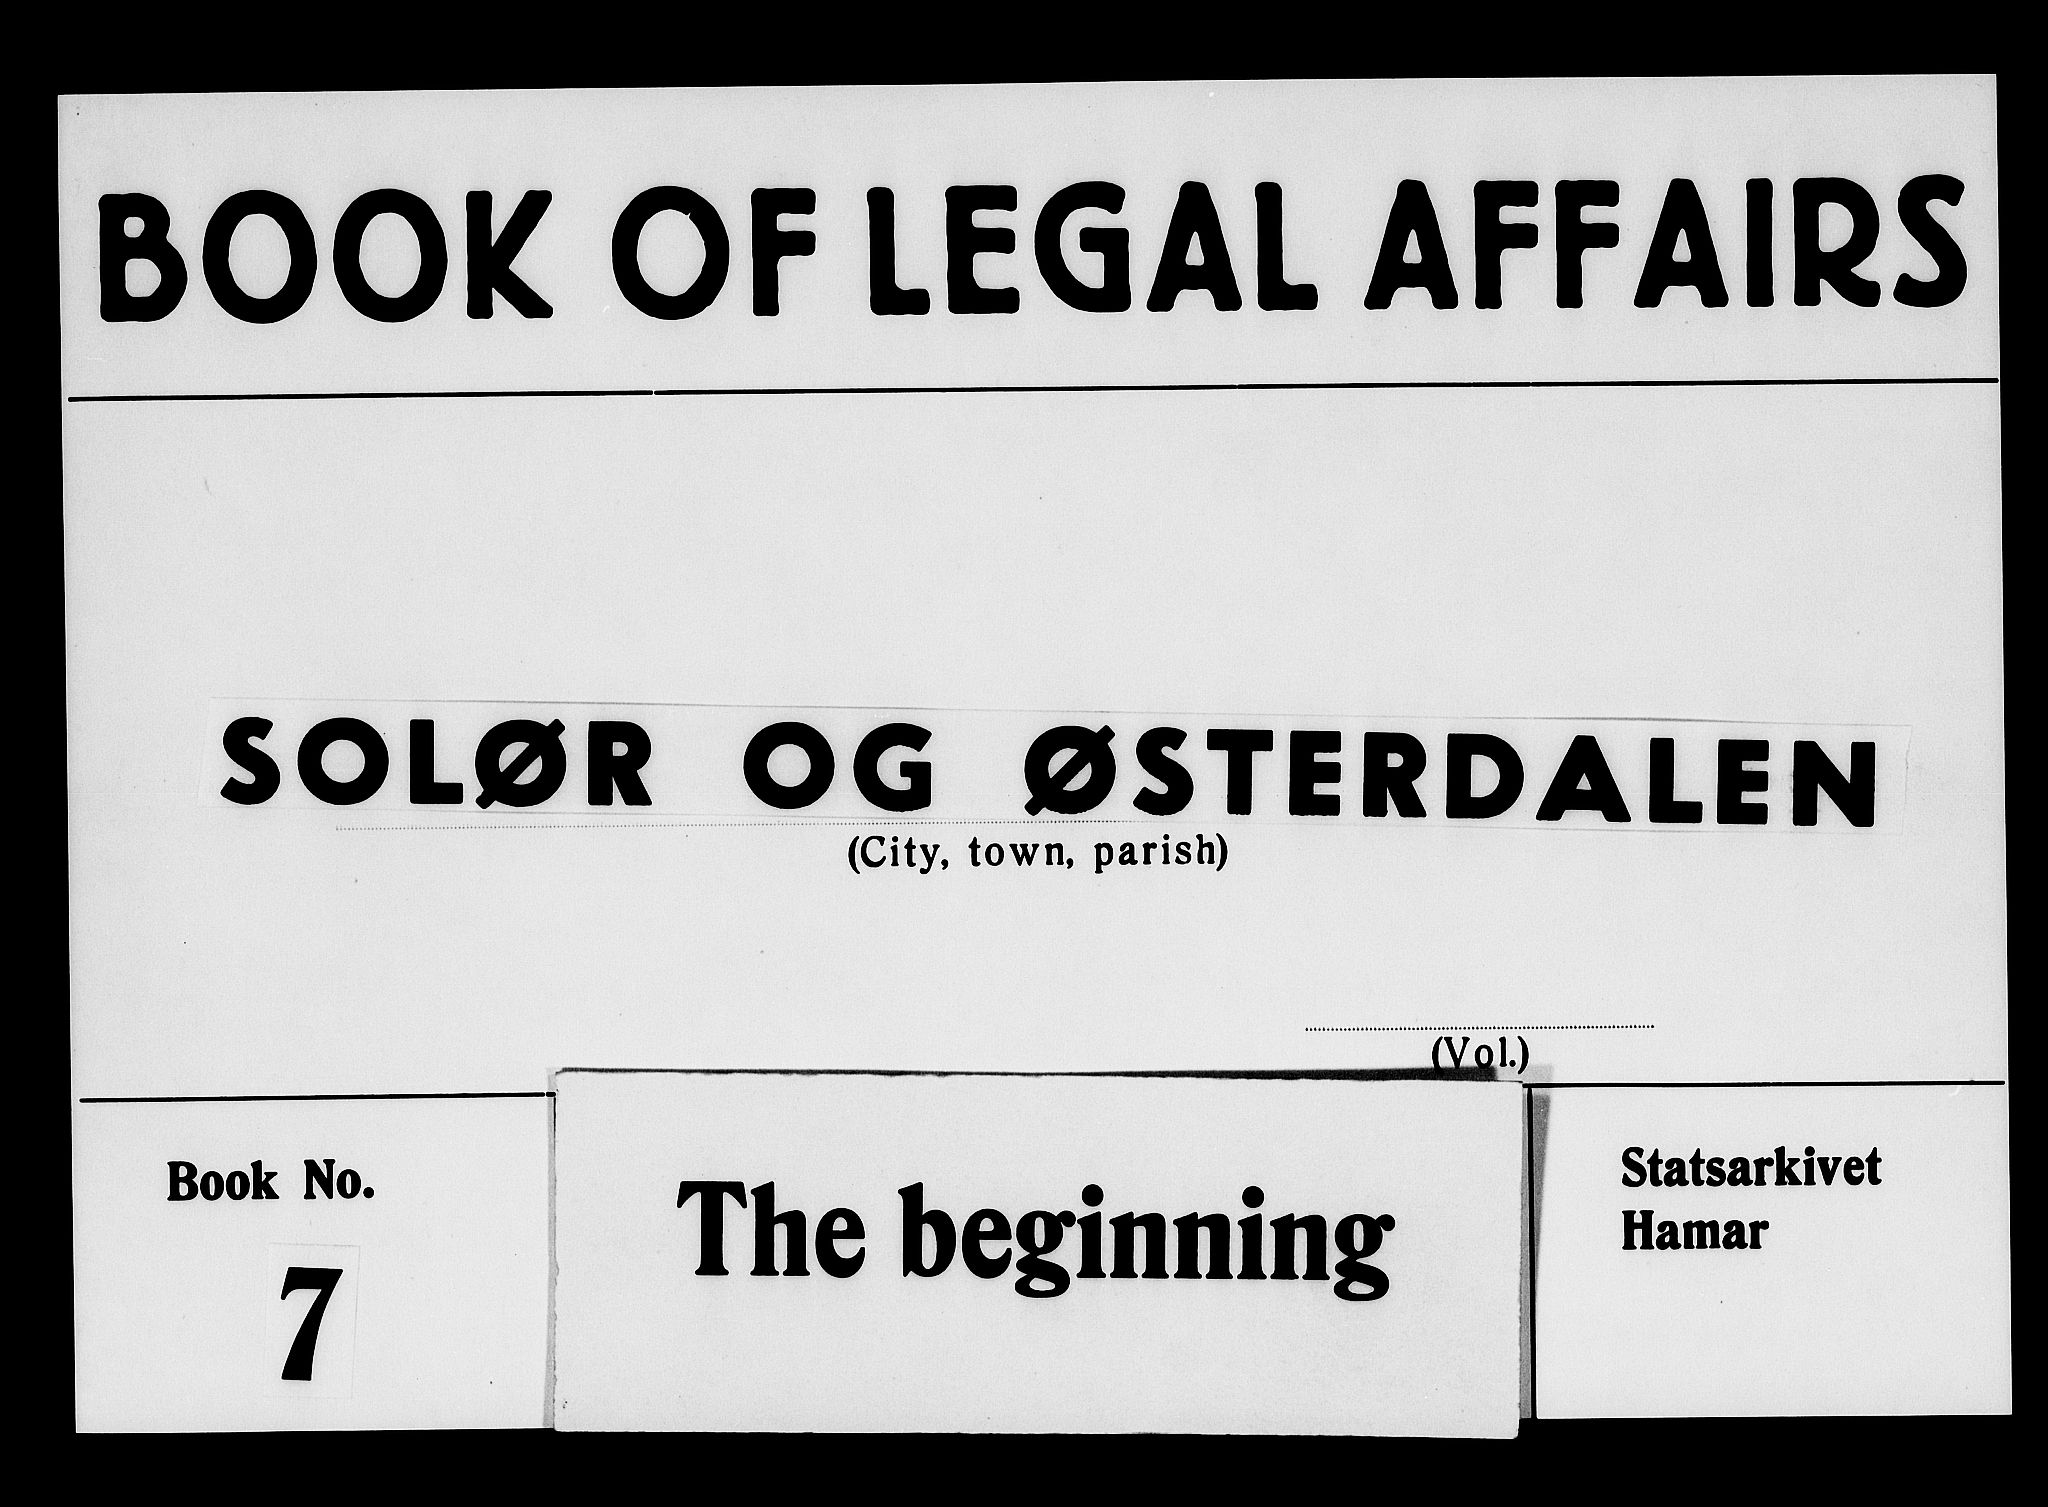 BOOK OF LEGAL AFFAIRS
SOLØR OG ØSTERDALEN
(City, town, parish)
(Vol.)
Book No.
7
The beginning
Statsarkivet
Hamar